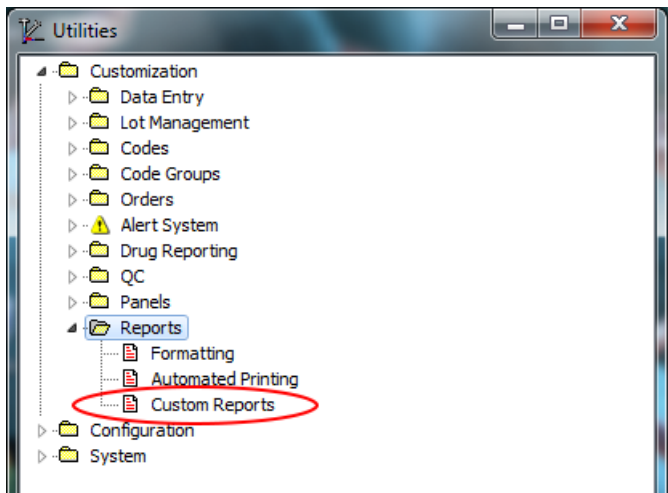 Utilities
Customization
Data Entry
Lot Management
Codes
Code Groups
Orders
Alert System
Drug Reporting
QC
Panels
Reports
Formatting
Automated Printing
Custom Reports
Configuration
System